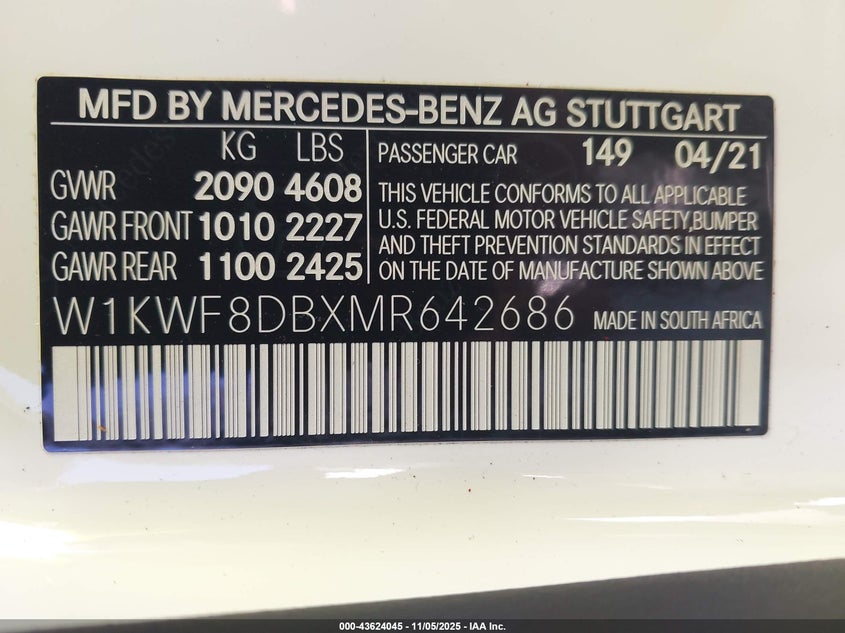 MFD BY MERCEDES-BENZ AG STUTTGART
KG LBS
GVWR 2090 4608
GAWR FRONT 1010 2227
GAWR REAR 1100 2425
PASSENGER CAR 149 04/21
THIS VEHICLE CONFORMS TO ALL APPLICABLE
U.S. FEDERAL MOTOR VEHICLE SAFETY,BUMPER
AND THEFT PREVENTION STANDARDS IN EFFECT
ON THE DATE OF MANUFACTURE SHOWN ABOVE
W1KWF8DBXMR642686 MADE IN SOUTH AFRICA
000-43624045 - 11/05/2025 - IAA Inc.